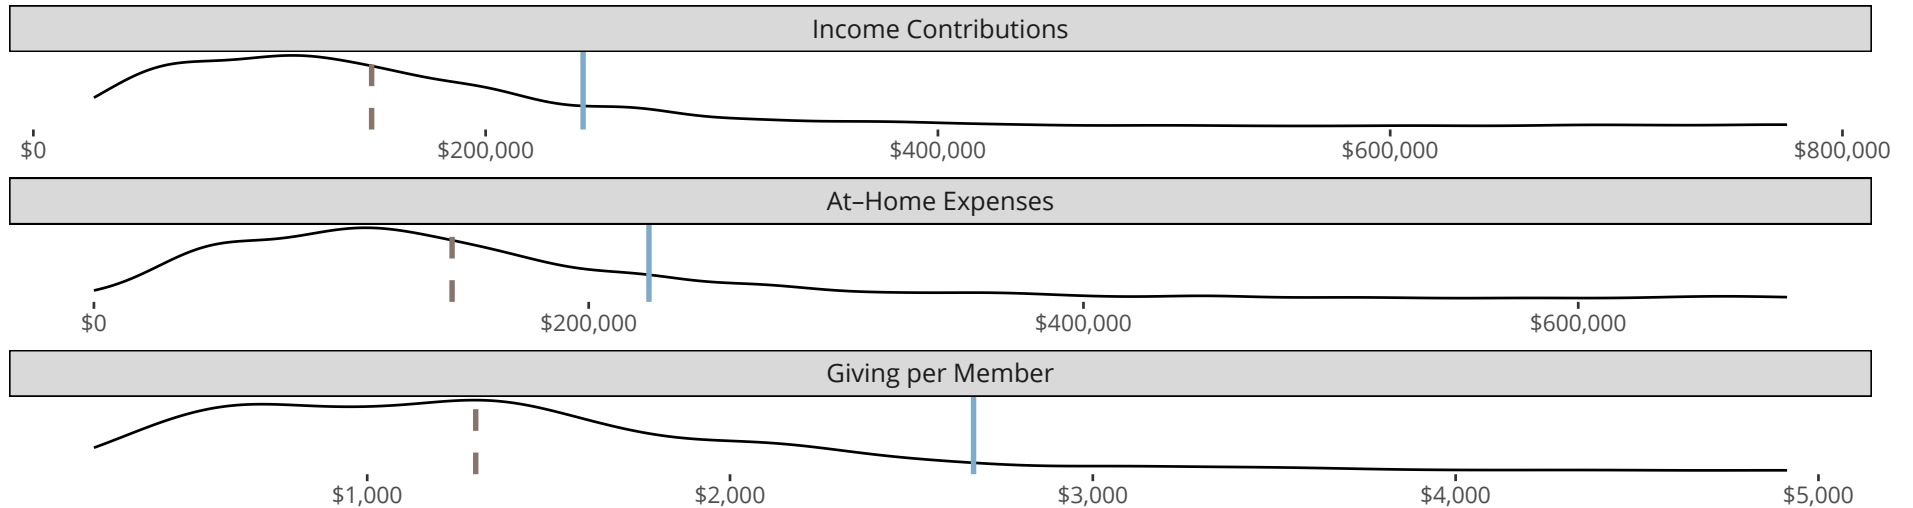 Income Contributions
$0 $200,000 $400,000 $600,000 $800,000
At–Home Expenses
$0 $200,000 $400,000 $600,000
Giving per Member
$1,000 $2,000 $3,000 $4,000 $5,000